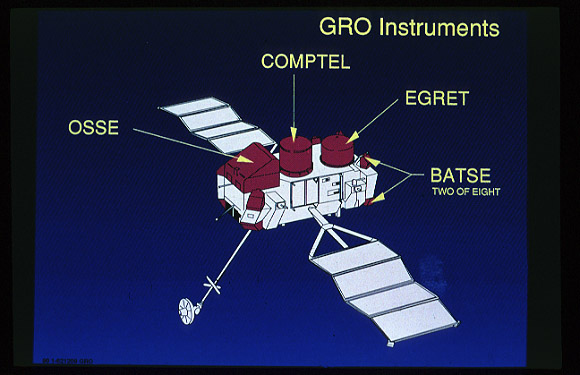 GRO Instruments
COMPTEL
EGRET
OSSE
BATSE
TWO OF EIGHT